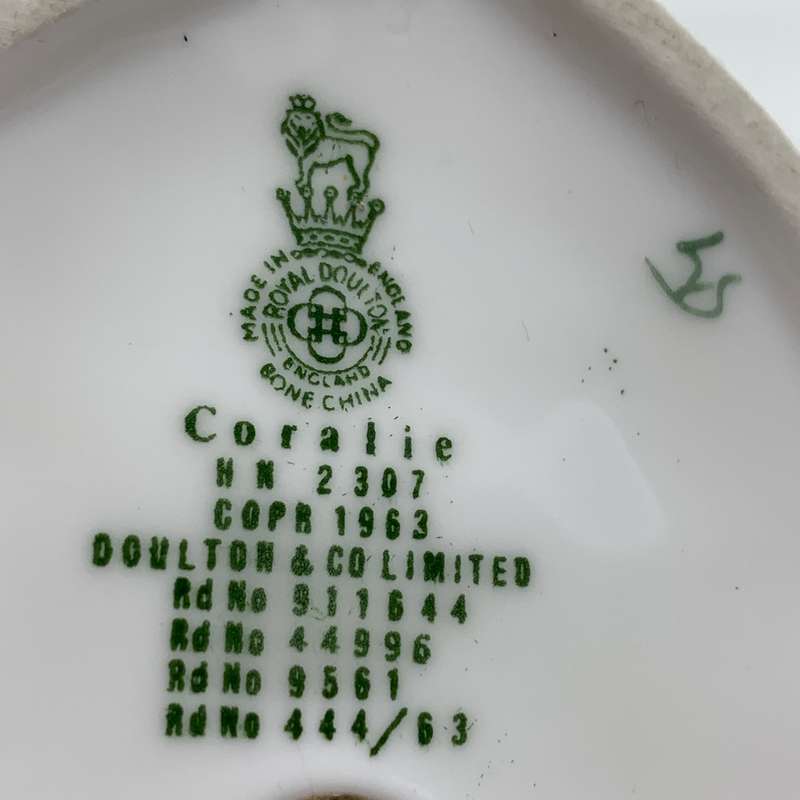 MADE IN ENGLAND
ROYAL DOULTON
ENGLAND
BONE CHINA
Coralie
HN 2307
COPR 1963
DOULTON & CO LIMITED
Rd No 911644
Rd No 44996
Rd No 9561
Rd No 444/63